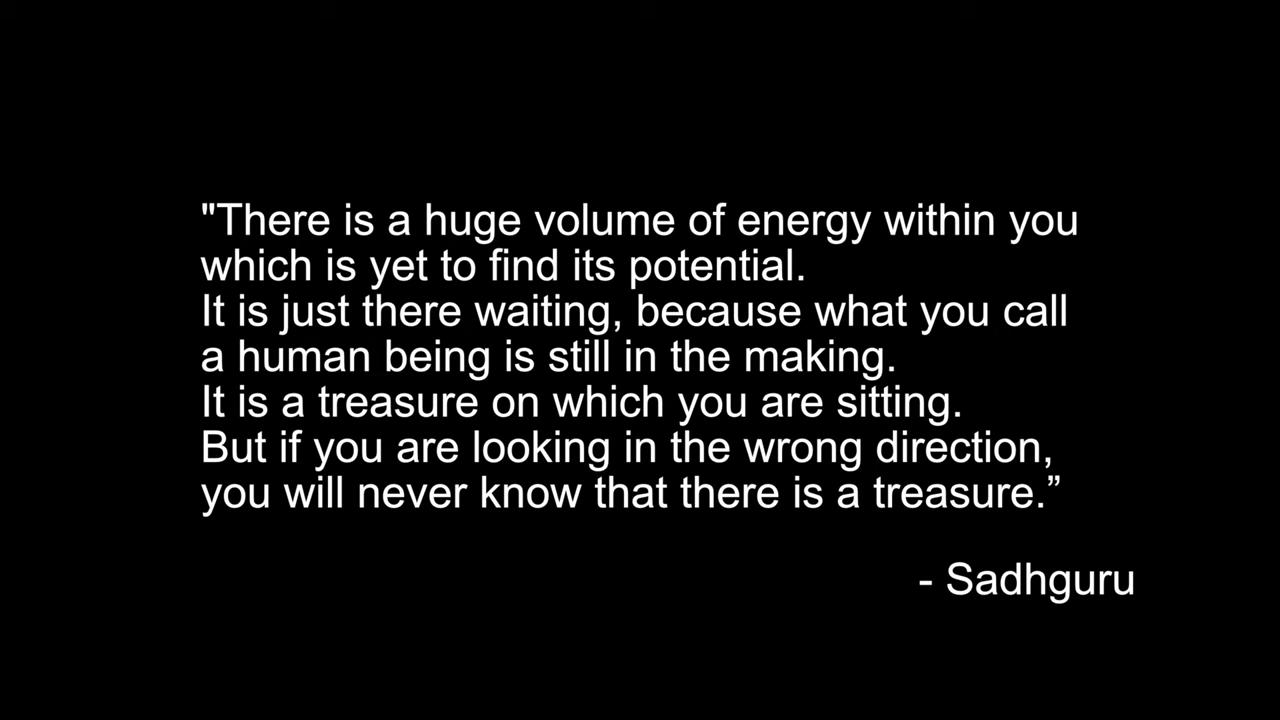 "There is a huge volume of energy within you
which is yet to find its potential.
It is just there waiting, because what you call
a human being is still in the making.
It is a treasure on which you are sitting.
But if you are looking in the wrong direction,
you will never know that there is a treasure.”
- Sadhguru